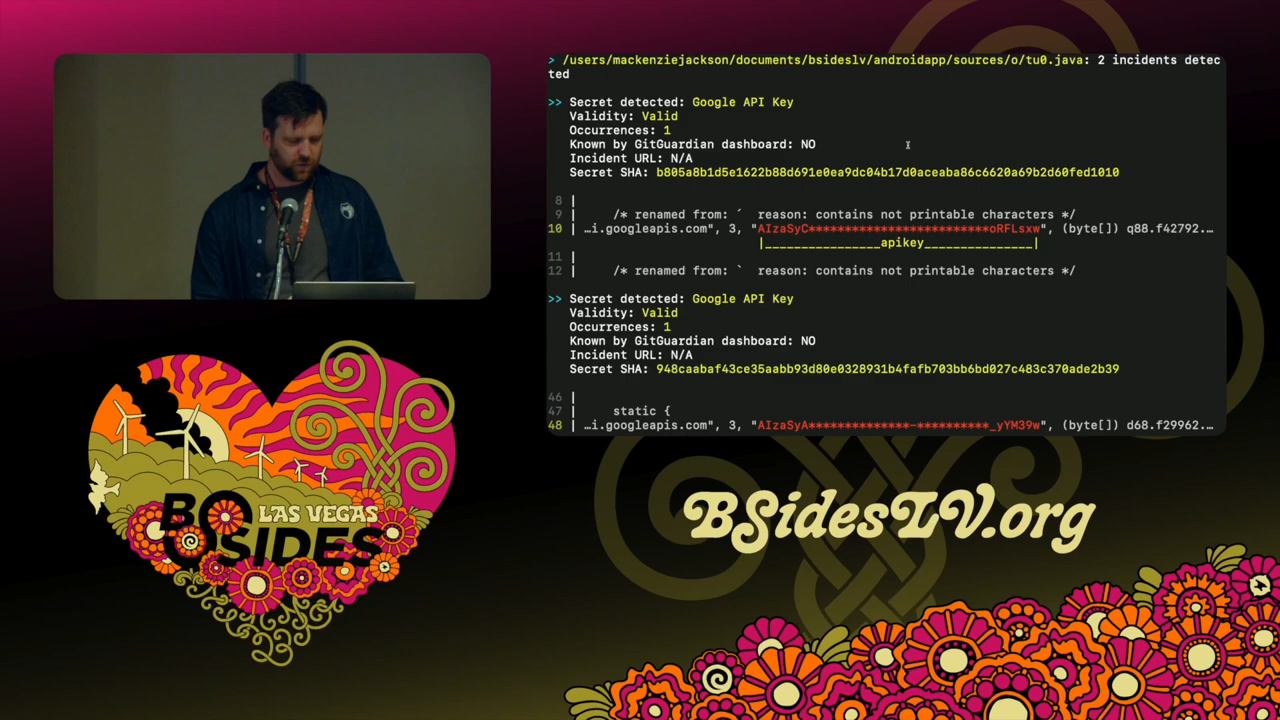 > /users/mackenziejackson/documents/bsideslv/androidapp/sources/o/tu0.java: 2 incidents detec
ted
>> Secret detected: Google API Key
Validity: Valid
Occurrences: 1
Known by GitGuardian dashboard: NO
Incident URL: N/A
Secret SHA: b805a8b1d5e1622b88d691e0ea9dc04b17d0aceaba86c6620a69b2d60fed1010
8 |
9 | /* renamed from: ´ reason: contains not printable characters */
10 | …i.googleapis.com", 3, "AIzaSyC*************************oRFLsxw", (byte[]) q88.f42792.…
|_______________apikey______________|
11 |
12 | /* renamed from: ` reason: contains not printable characters */
>> Secret detected: Google API Key
Validity: Valid
Occurrences: 1
Known by GitGuardian dashboard: NO
Incident URL: N/A
Secret SHA: 948caabaf43ce35aabb93d80e0328931b4fafb703bb6bd027c483c370ade2b39
46 |
47 | static {
48 | …i.googleapis.com", 3, "AIzaSyA**************-**********_yYM39w", (byte[]) d68.f29962.…
LAS VEGAS
BSIDES
BSidesLV.org